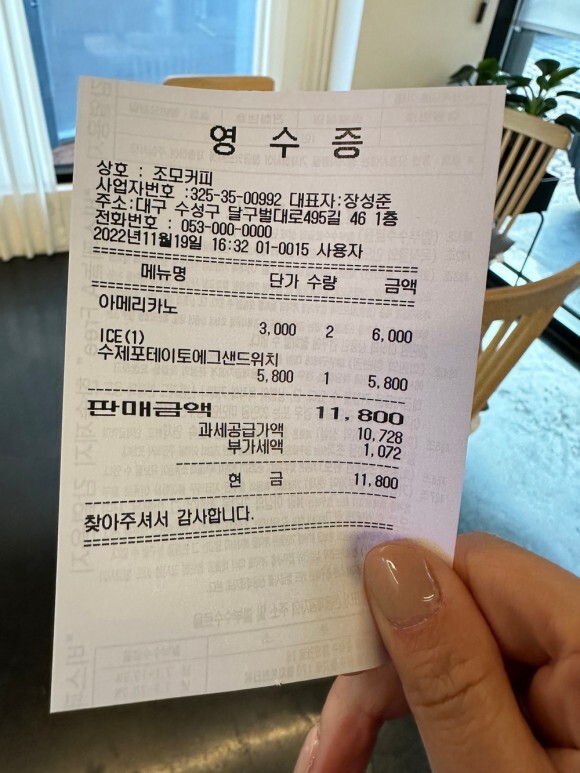 영 수 증
상호 : 조모커피
사업자번호 :325-35-00992 대표자:장성준
주소:대구 수성구 달구벌대로495길 46 1층
전화번호 : 053-000-0000
2022년11월19일 16:32 01-0015 사용자
메뉴명 단가 수량 금액
아메리카노
3,000 2 6,000
ICE(1)
수제포테이토에그샌드위치
5,800 1 5,800
판매금액 11,800
과세공급가액 10,728
부가세액 1,072
현 금 11,800
찾아주셔서 감사합니다.